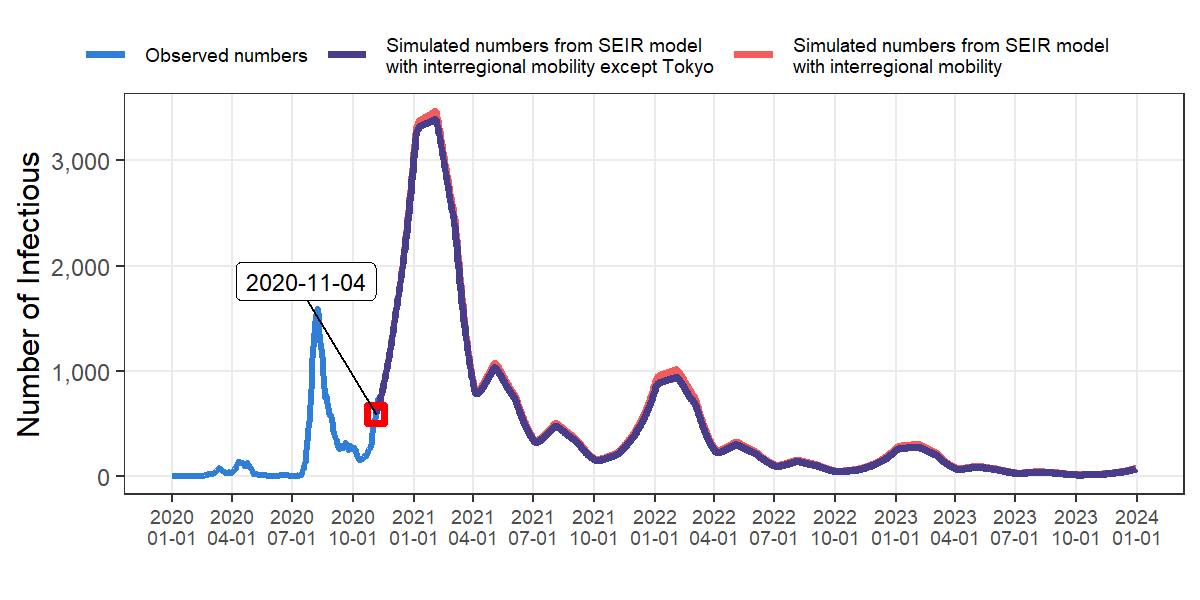 Observed numbers
Simulated numbers from SEIR model
with interregional mobility except Tokyo
Simulated numbers from SEIR model
with interregional mobility
Number of Infectious
3,000
2,000
1,000
0
2020-11-04
2020 2020 2020 2020 2021 2021 2021 2021 2022 2022 2022 2022 2023 2023 2023 2023 2024
01-01 04-01 07-01 10-01 01-01 04-01 07-01 10-01 01-01 04-01 07-01 10-01 01-01 04-01 07-01 10-01 01-01